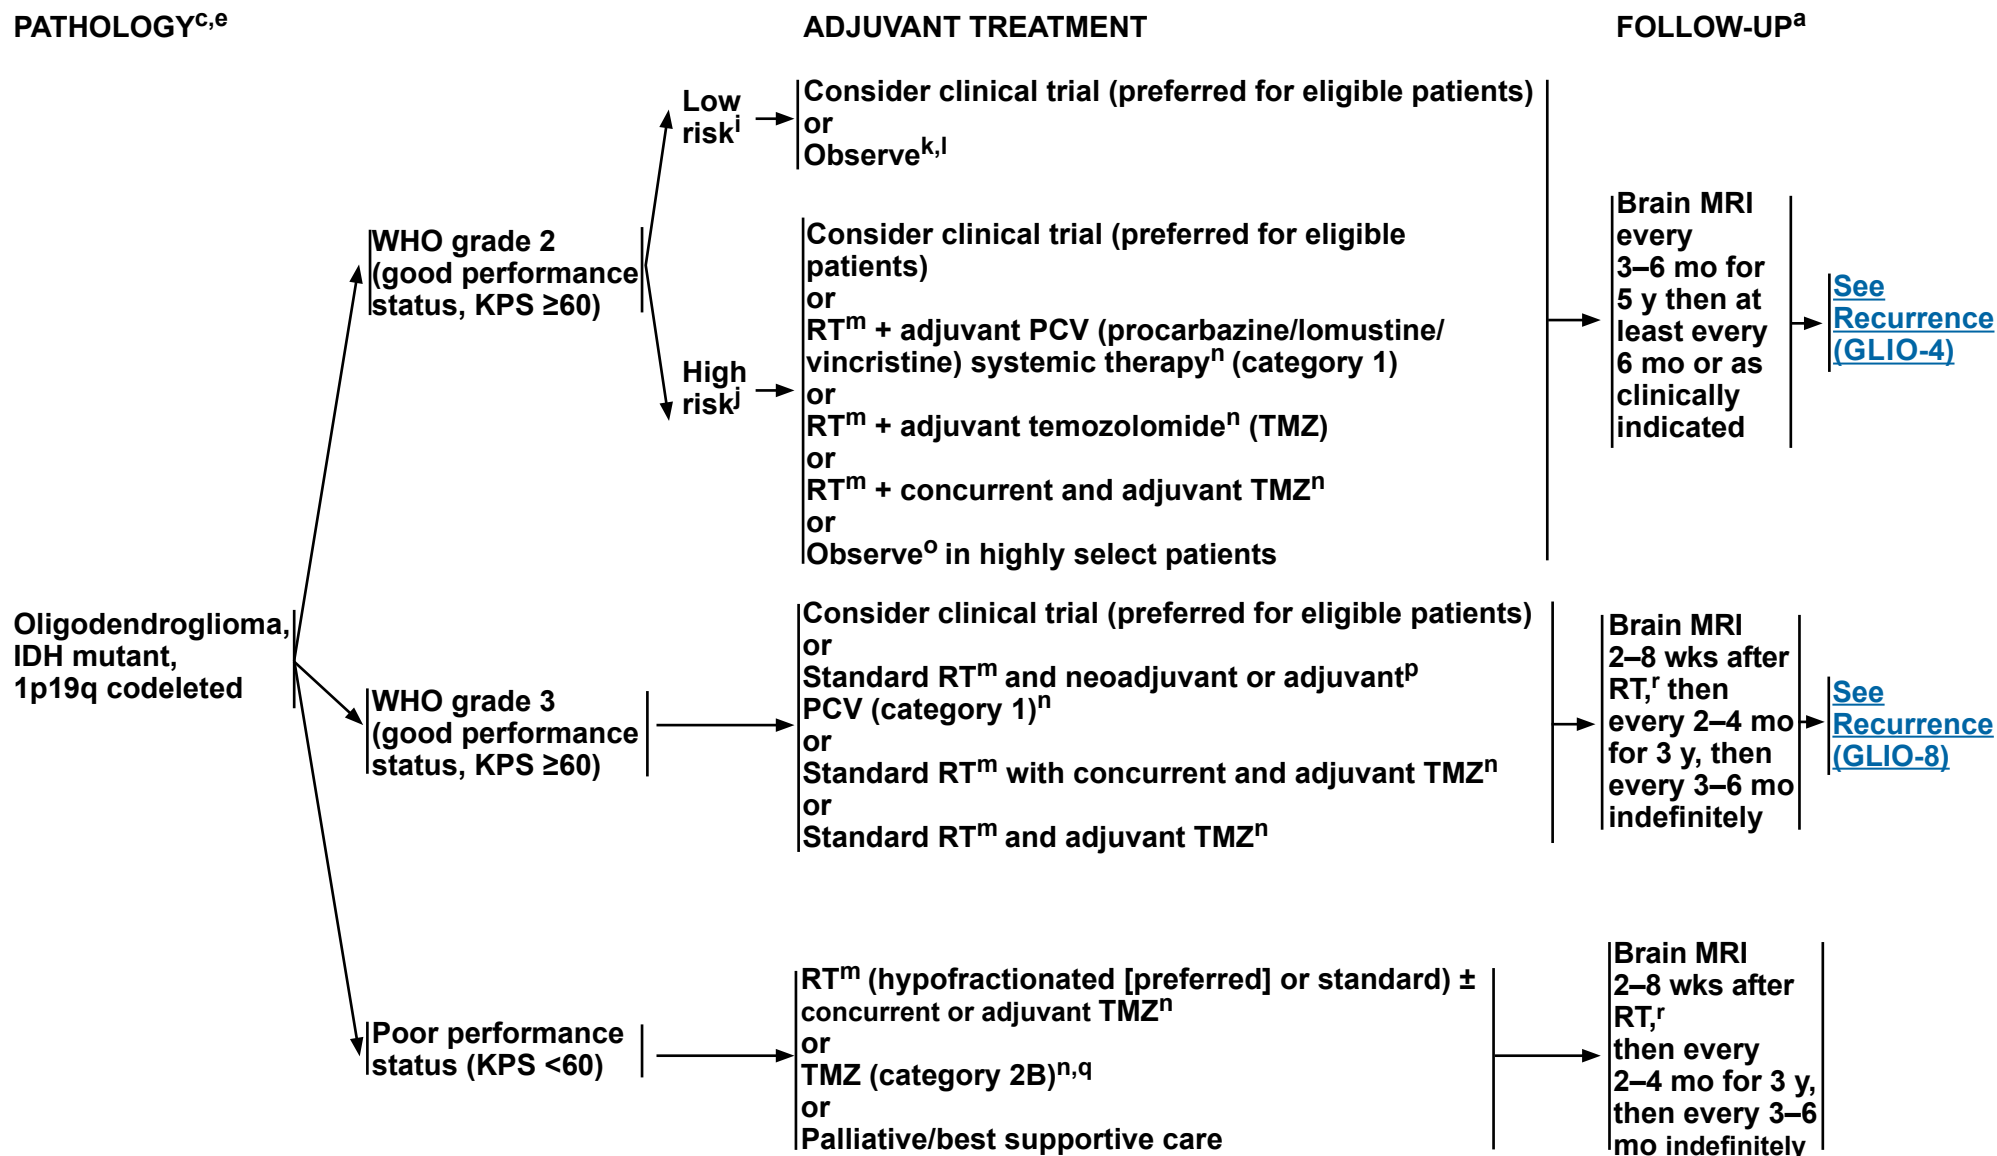 PATHOLOGYc,e
ADJUVANT TREATMENT
FOLLOW-UPa
Oligodendroglioma,
IDH mutant,
1p19q codeleted
WHO grade 2
(good performance
status, KPS ≥60)
Low
riski
Consider clinical trial (preferred for eligible patients)
or
Observek,l
High
riskj
Consider clinical trial (preferred for eligible
patients)
or
RTm + adjuvant PCV (procarbazine/lomustine/
vincristine) systemic therapyn (category 1)
or
RTm + adjuvant temozolomiden (TMZ)
or
RTm + concurrent and adjuvant TMZn
or
Observeo in highly select patients
Brain MRI
every
3–6 mo for
5 y then at
least every
6 mo or as
clinically
indicated
See
Recurrence
(GLIO-4)
WHO grade 3
(good performance
status, KPS ≥60)
Consider clinical trial (preferred for eligible patients)
or
Standard RTm and neoadjuvant or adjuvantp
PCV (category 1)n
or
Standard RTm with concurrent and adjuvant TMZn
or
Standard RTm and adjuvant TMZn
Brain MRI
2–8 wks after
RT,r then
every 2–4 mo
for 3 y, then
every 3–6 mo
indefinitely
See
Recurrence
(GLIO-8)
Poor performance
status (KPS <60)
RTm (hypofractionated [preferred] or standard) ±
concurrent or adjuvant TMZn
or
TMZ (category 2B)n,q
or
Palliative/best supportive care
Brain MRI
2–8 wks after
RT,r
then every
2–4 mo for 3 y,
then every 3–6
mo indefinitely